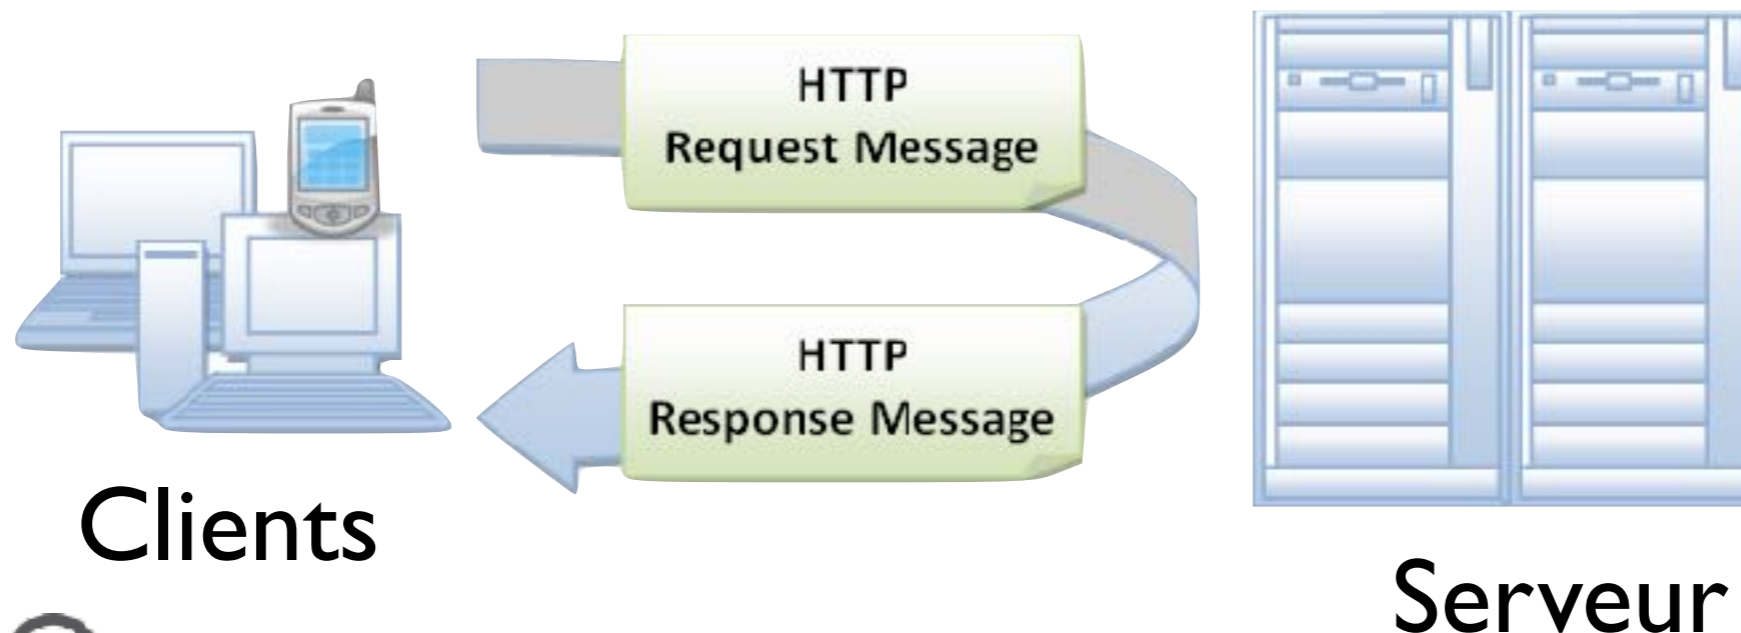 HTTP
Request Message
HTTP
Response Message
Clients
Serveur